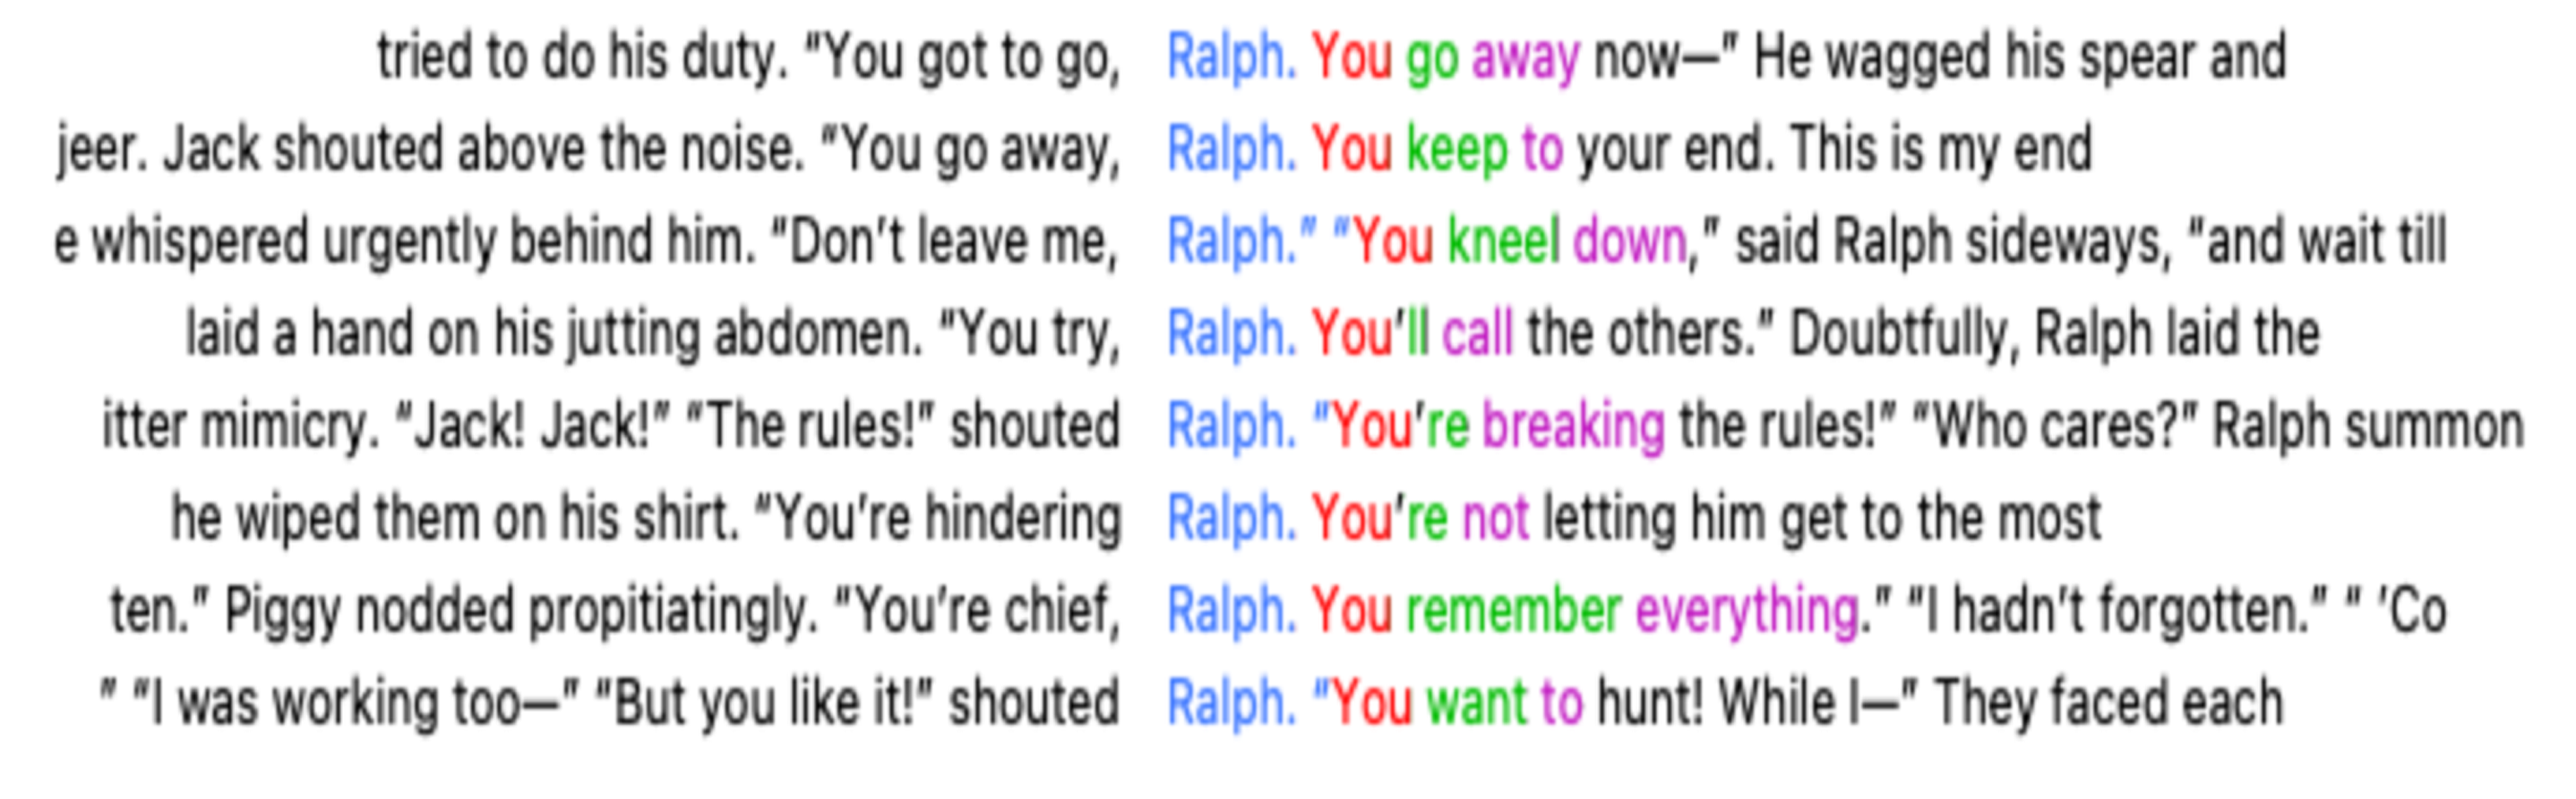 tried to do his duty. “You got to go, Ralph. You go away now—” He wagged his spear and
jeer. Jack shouted above the noise. “You go away, Ralph. You keep to your end. This is my end
e whispered urgently behind him. “Don’t leave me, Ralph.” “You kneel down,” said Ralph sideways, “and wait till
laid a hand on his jutting abdomen. “You try, Ralph. You’ll call the others.” Doubtfully, Ralph laid the
itter mimicry. “Jack! Jack!” “The rules!” shouted Ralph. “You’re breaking the rules!” “Who cares?” Ralph summon
he wiped them on his shirt. “You’re hindering Ralph. You’re not letting him get to the most
ten.” Piggy nodded propitiatingly. “You’re chief, Ralph. You remember everything.” “I hadn’t forgotten.” “ ’Co
” “I was working too—” “But you like it!” shouted Ralph. “You want to hunt! While I—” They faced each